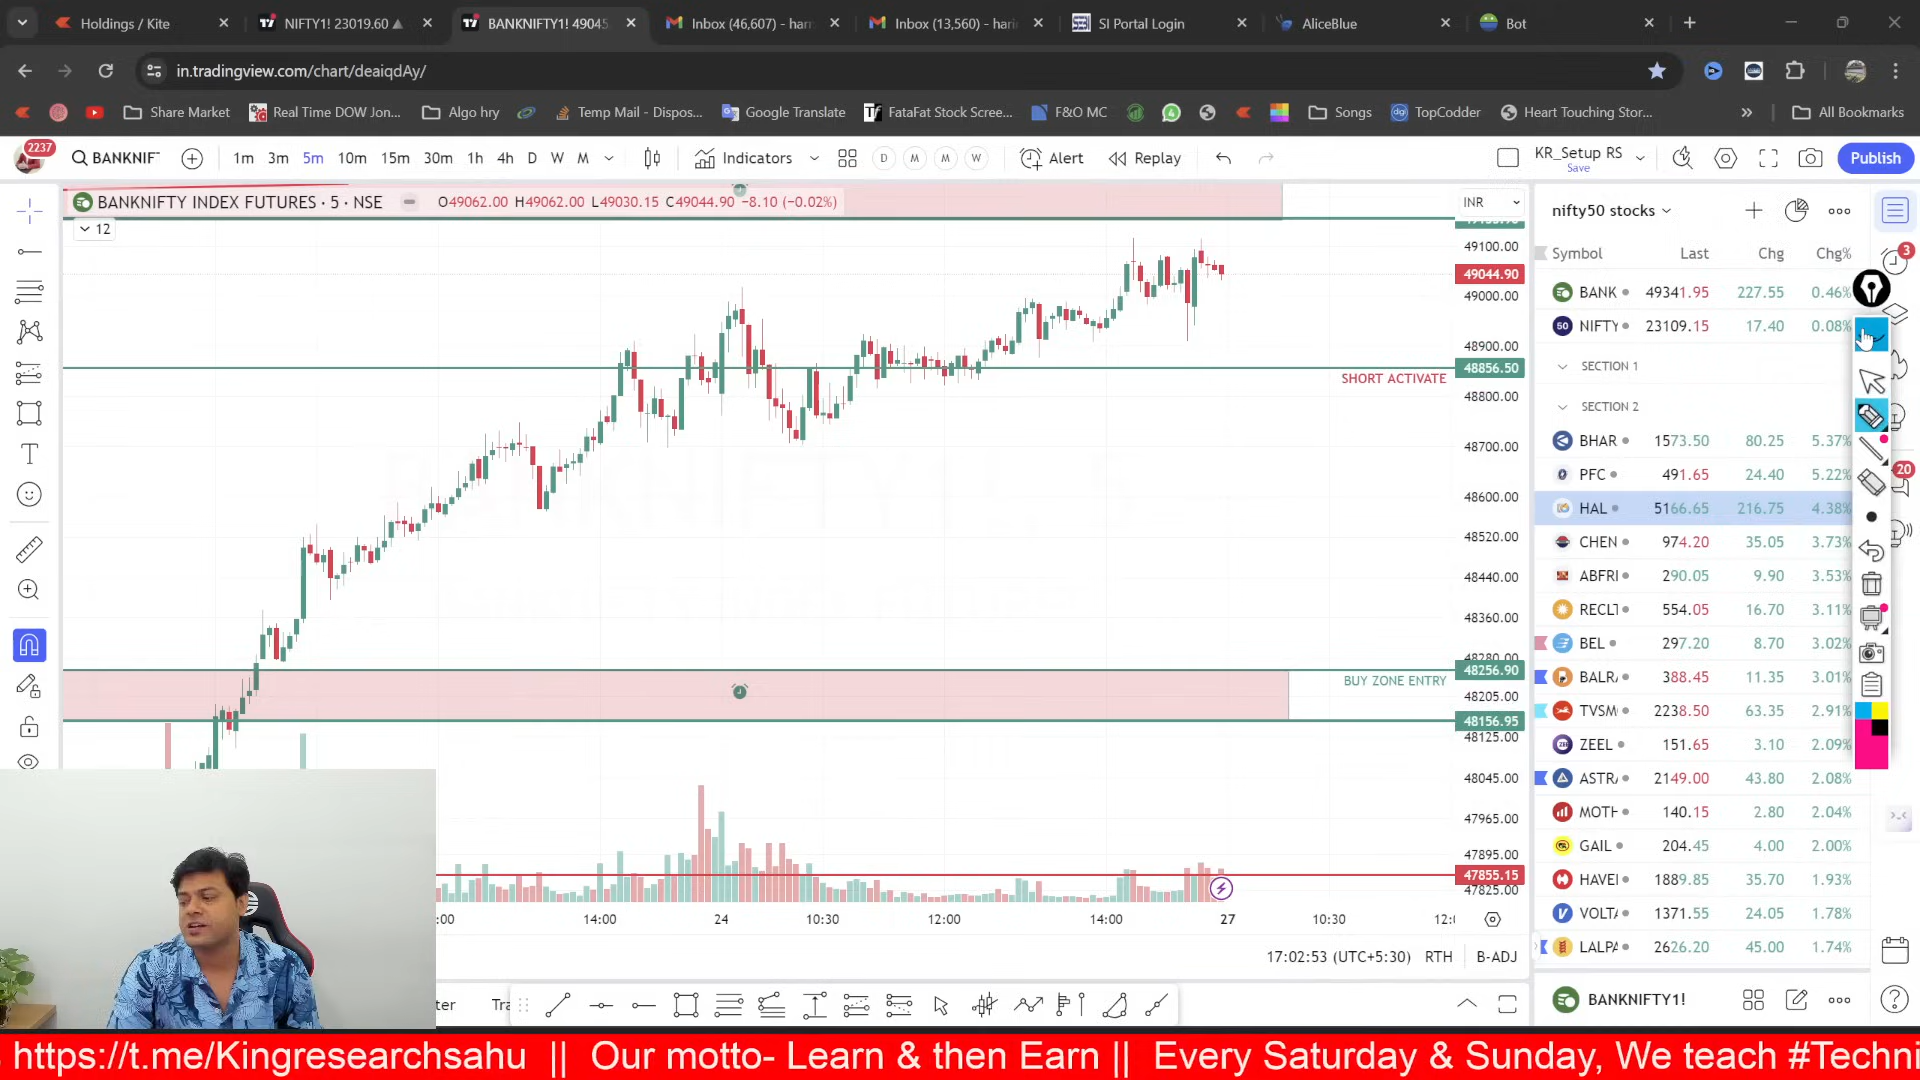 Holdings / Kite
NIFTY1! 23019.60
BANKNIFTY1! 49045
Inbox (46,607) - hari
Inbox (13,560) - hari
SI Portal Login
AliceBlue
Bot
in.tradingview.com/chart/deaiqdAy/
Share Market
Real Time DOW Jon...
Algo hry
Temp Mail - Dispos...
Google Translate
FataFat Stock Scree...
F&O MC
Songs
TopCodder
Heart Touching Stor...
All Bookmarks
2237
BANKNIF
1m 3m 5m 10m 15m 30m 1h 4h D W M
Indicators
D M M W
Alert
Replay
KR_Setup RS
Save
Publish
BANKNIFTY INDEX FUTURES · 5 · NSE
O49062.00 H49062.00 L49030.15 C49044.90 −8.10 (−0.02%)
INR
12
49100.00
49044.90
49000.00
48900.00
48856.50
SHORT ACTIVATE
48800.00
48700.00
48600.00
48520.00
48440.00
48360.00
48280.00
48256.90
BUY ZONE ENTRY
48205.00
48156.95
48125.00
48045.00
47965.00
47895.00
47855.15
47825.00
14:00 24 10:30 12:00 14:00 27 10:30
17:02:53 (UTC+5:30) RTH B-ADJ
nifty50 stocks
Symbol Last Chg Chg%
BANK 49341.95 227.55 0.46%
50 NIFTY 23109.15 17.40 0.08%
SECTION 1
SECTION 2
BHAR 1573.50 80.25 5.37%
PFC 491.65 24.40 5.22%
HAL 5166.65 216.75 4.38%
CHEN 974.20 35.05 3.73%
ABFRI 290.05 9.90 3.53%
RECLT 554.05 16.70 3.11%
BEL 297.20 8.70 3.02%
BALR 388.45 11.35 3.01%
TVSM 2238.50 63.35 2.91%
ZEEL 151.65 3.10 2.09%
ASTR 2149.00 43.80 2.08%
MOTH 140.15 2.80 2.04%
GAIL 204.45 4.00 2.00%
HAVEI 1889.85 35.70 1.93%
VOLTA 1371.55 24.05 1.78%
LALPA 2626.20 45.00 1.74%
BANKNIFTY1!
3
20
https://t.me/Kingresearchsahu || Our motto- Learn & then Earn || Every Saturday & Sunday, We teach #Techni